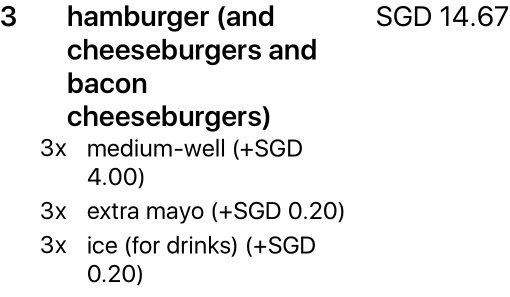 3 hamburger (and SGD 14.67
cheeseburgers and
bacon
cheeseburgers)
3x medium-well (+SGD
4.00)
3x extra mayo (+SGD 0.20)
3x ice (for drinks) (+SGD
0.20)